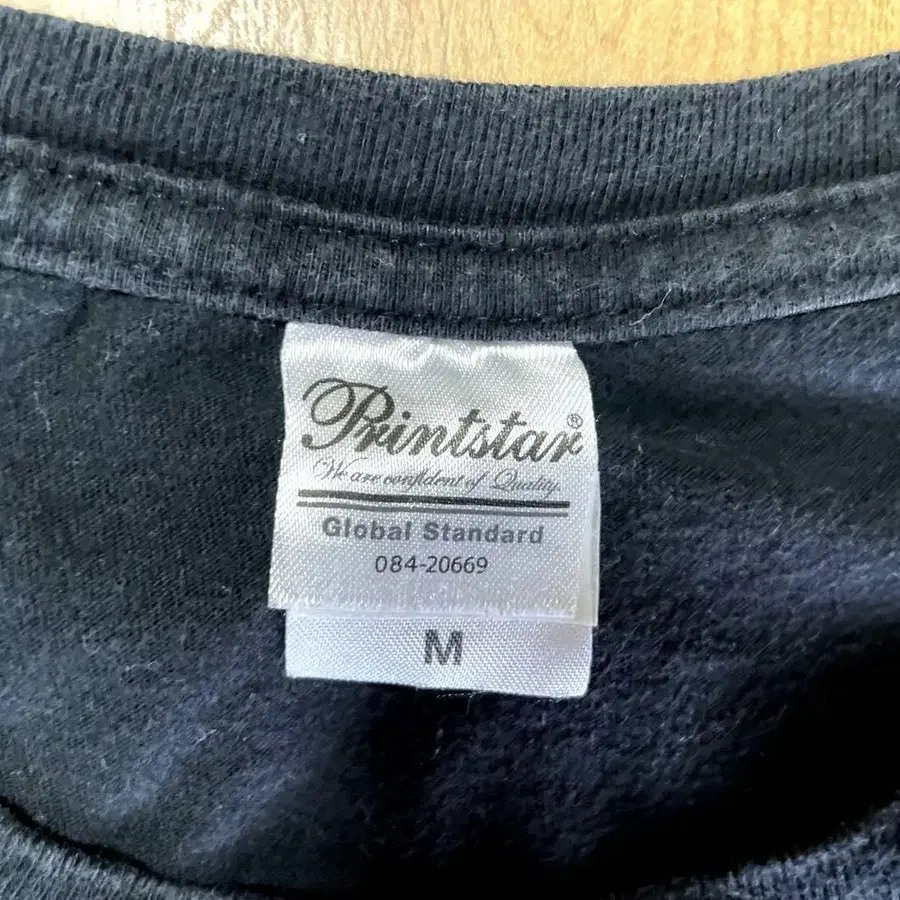 Printstar®
We are confident of Quality.
Global Standard
084-20669
M